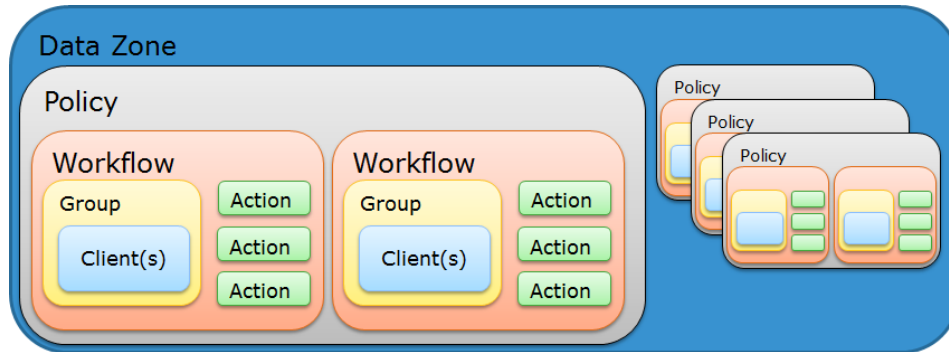 Data Zone
Policy
Workflow
Group
Client(s)
Action
Action
Action
Workflow
Group
Client(s)
Action
Action
Action
Policy
Policy
Policy